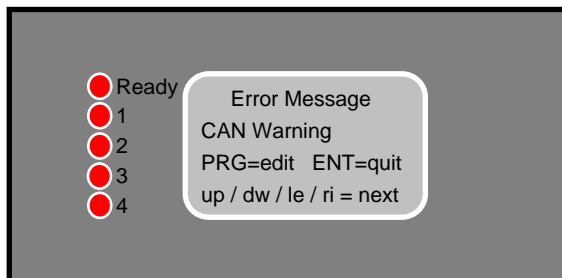 Ready
1
2
3
4
Error Message
CAN Warning
PRG=edit ENT=quit
up / dw / le / ri = next